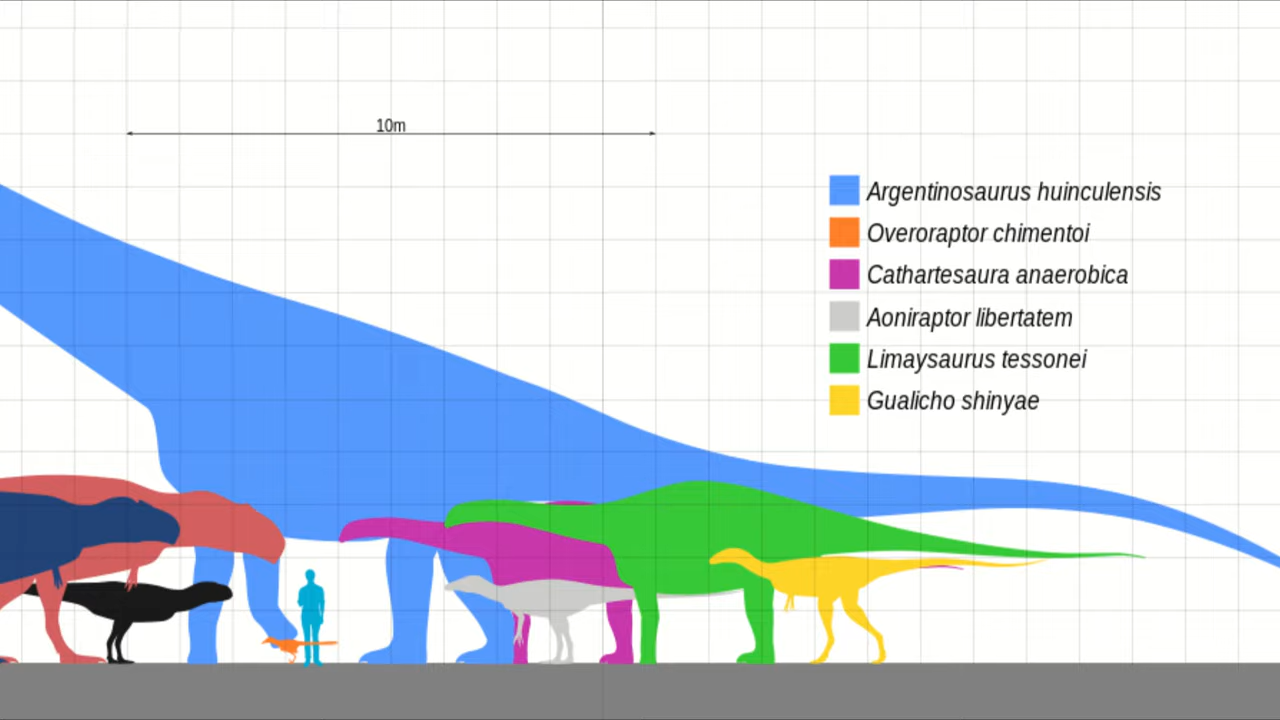 10m
Argentinosaurus huinculensis
Overoraptor chimentoi
Cathartesaura anaerobica
Aoniraptor libertatem
Limaysaurus tessonei
Gualicho shinyae